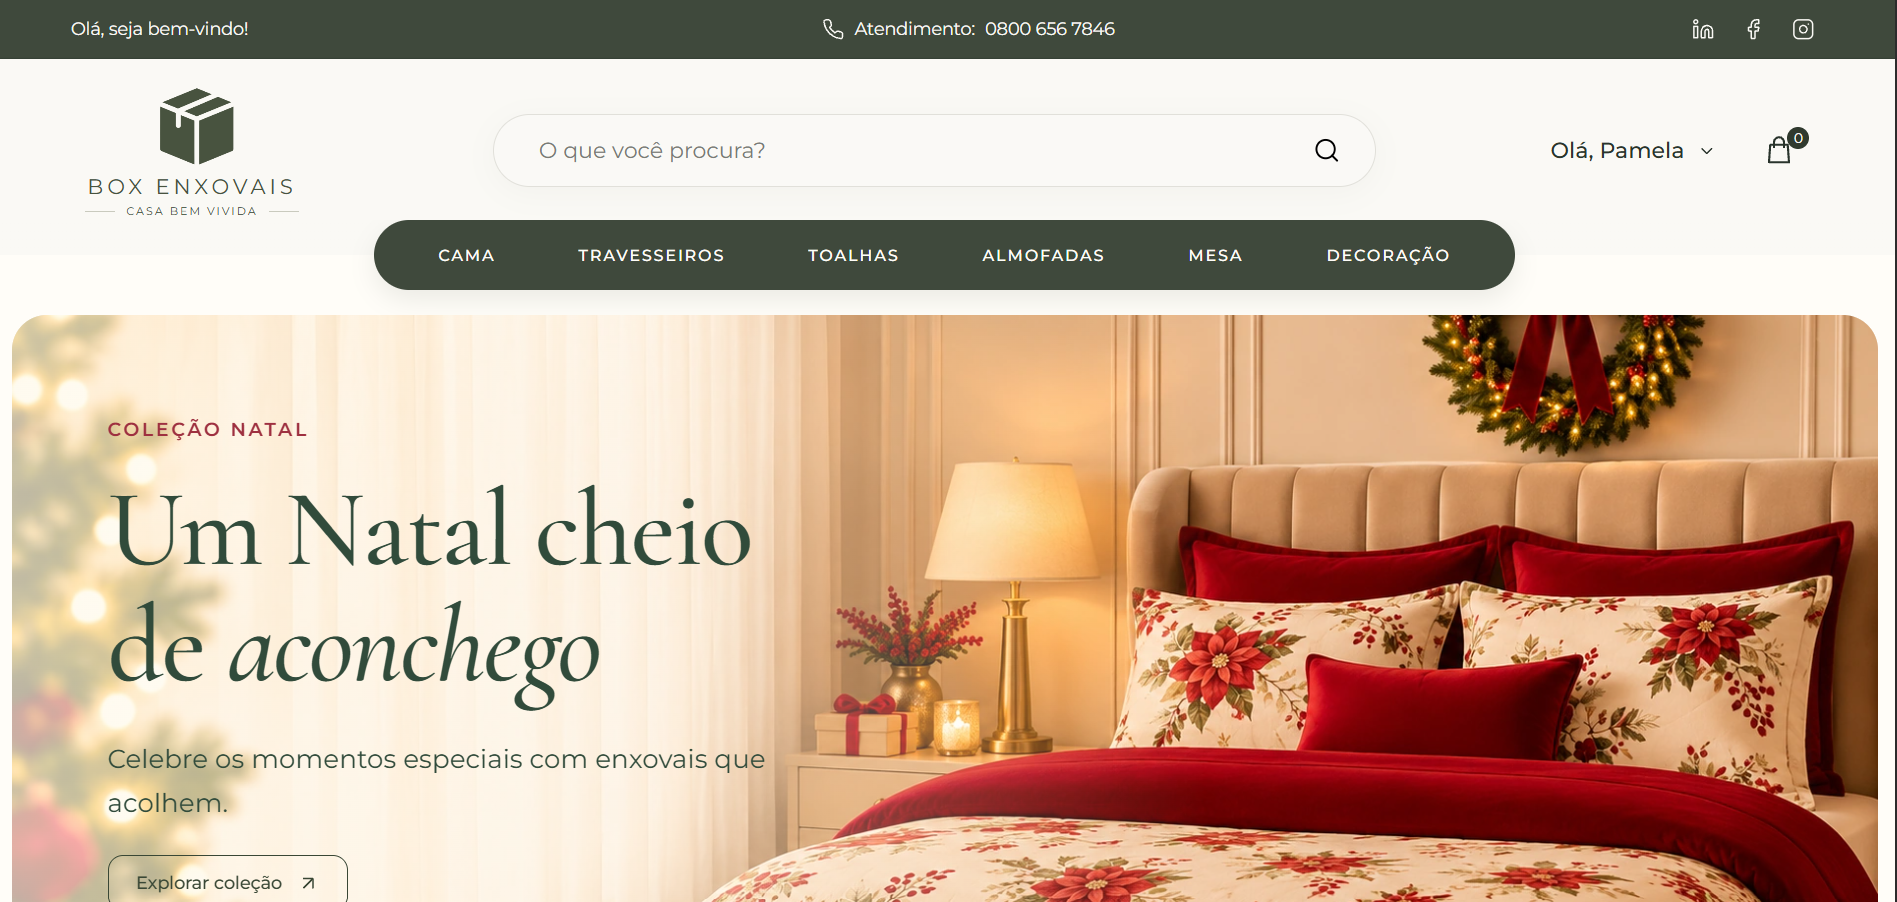 Olá, seja bem-vindo!
Atendimento: 0800 656 7846
BOX ENXOVAIS
CASA BEM VIVIDA
O que você procura?
Olá, Pamela
0
CAMA
TRAVESSEIROS
TOALHAS
ALMOFADAS
MESA
DECORAÇÃO
COLEÇÃO NATAL
Um Natal cheio
de aconchego
Celebre os momentos especiais com enxovais que
acolhem.
Explorar coleção